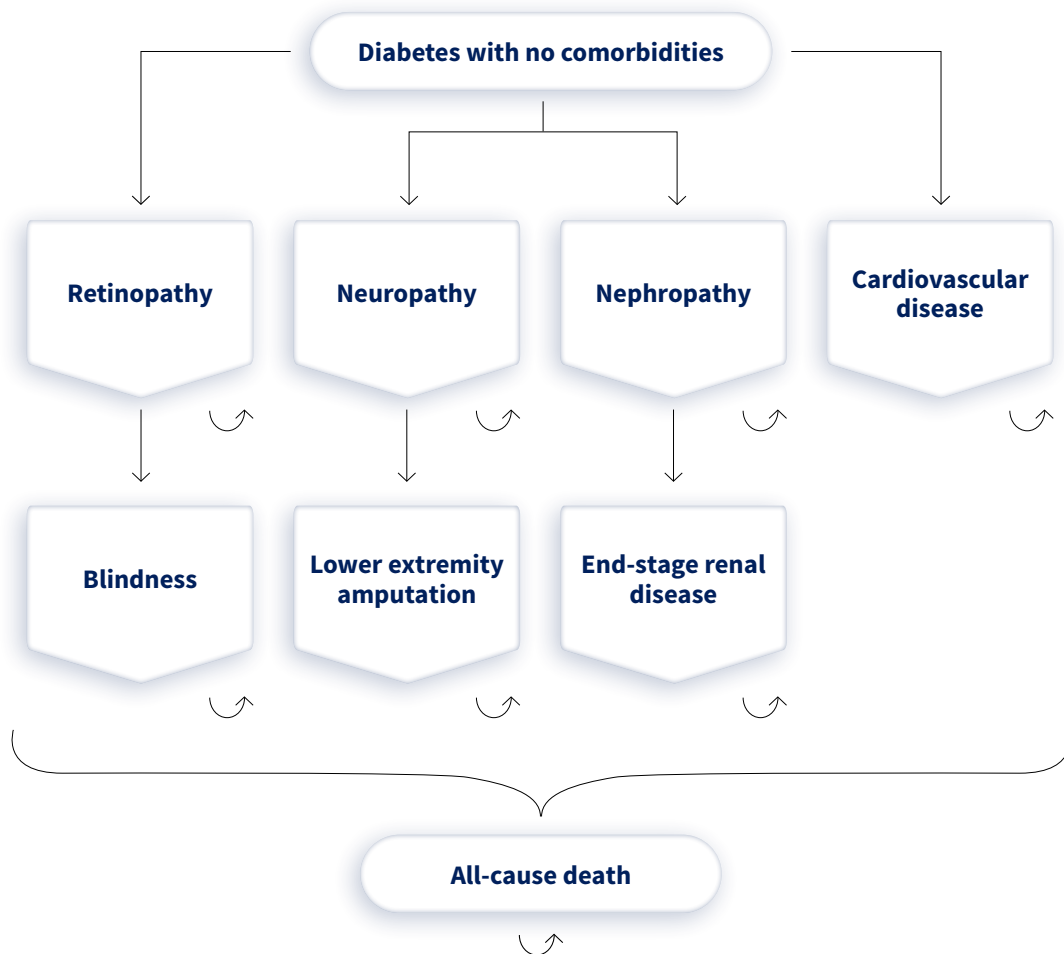 Diabetes with no comorbidities
Retinopathy
Neuropathy
Nephropathy
Cardiovascular
disease
Blindness
Lower extremity
amputation
End-stage renal
disease
All-cause death